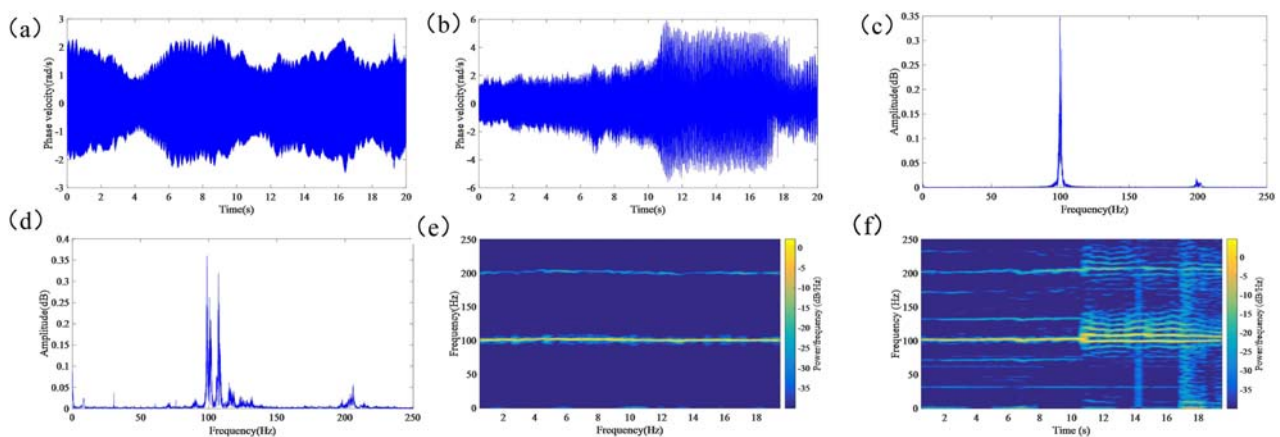 (a)
Phase velocity(rad/s)
3
2
1
0
-1
-2
-3
0 2 4 6 8 10 12 14 16 18 20
Time(s)
(b)
Phase velocity(rad/s)
6
4
2
0
-2
-4
-6
0 2 4 6 8 10 12 14 16 18 20
Time(s)
(c)
Amplitude(dB)
0.35
0.3
0.25
0.2
0.15
0.1
0.05
0
0 50 100 150 200 250
Frequency(Hz)
(d)
Amplitude(dB)
0.4
0.35
0.3
0.25
0.2
0.15
0.1
0.05
0
0 50 100 150 200 250
Frequency(Hz)
(e)
Frequency(Hz)
250
200
150
100
50
0
2 4 6 8 10 12 14 16 18
Frequency(Hz)
0
-5
-10
-15
-20
-25
-30
-35
Power/frequency (dB/Hz)
(f)
Frequency (Hz)
250
200
150
100
50
0
2 4 6 8 10 12 14 16 18
Time (s)
0
-5
-10
-15
-20
-25
-30
-35
Power/frequency (dB/Hz)